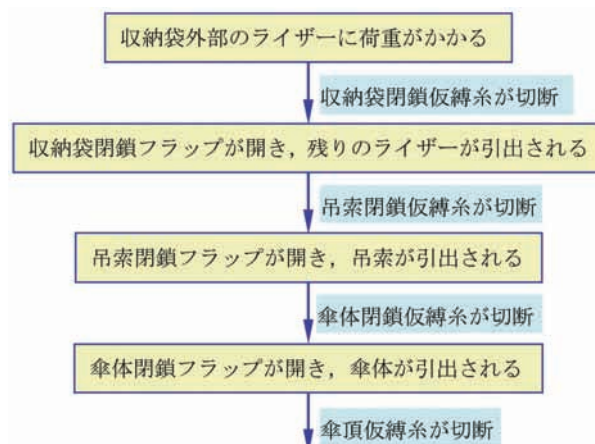 収納袋外部のライザーに荷重がかかる
収納袋閉鎖仮縛糸が切断
収納袋閉鎖フラップが開き，残りのライザーが引出される
吊索閉鎖仮縛糸が切断
吊索閉鎖フラップが開き，吊索が引出される
傘体閉鎖仮縛糸が切断
傘体閉鎖フラップが開き，傘体が引出される
傘頂仮縛糸が切断